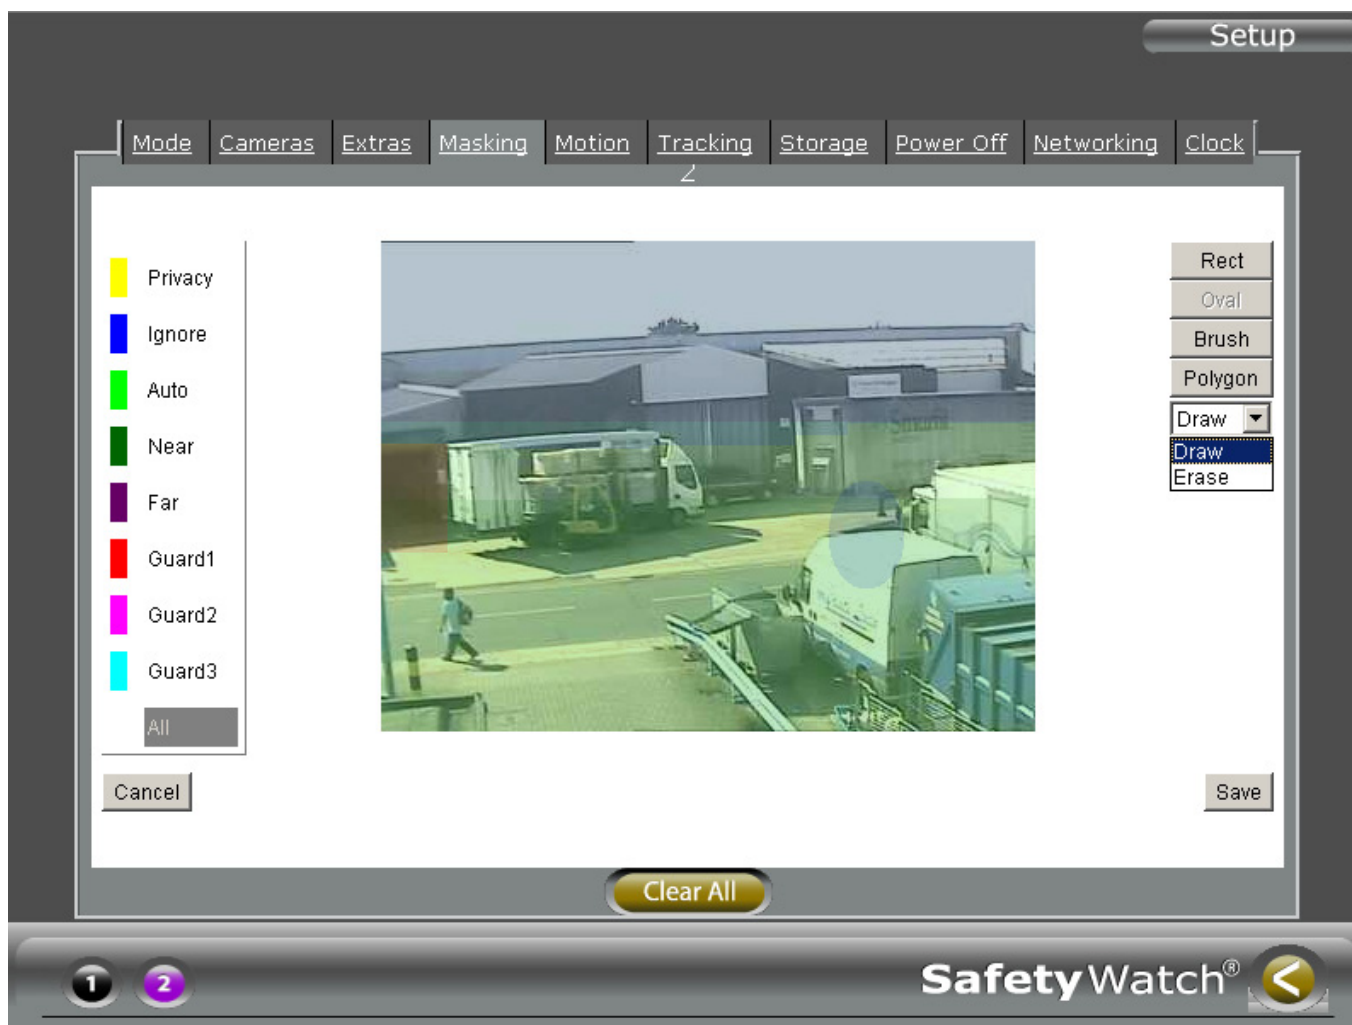 Setup
Mode Cameras Extras Masking Motion Tracking Storage Power Off Networking Clock
2
Privacy
Ignore
Auto
Near
Far
Guard1
Guard2
Guard3
All
Rect
Oval
Brush
Polygon
Draw
Draw
Erase
Cancel
Save
Clear All
1 2
SafetyWatch®